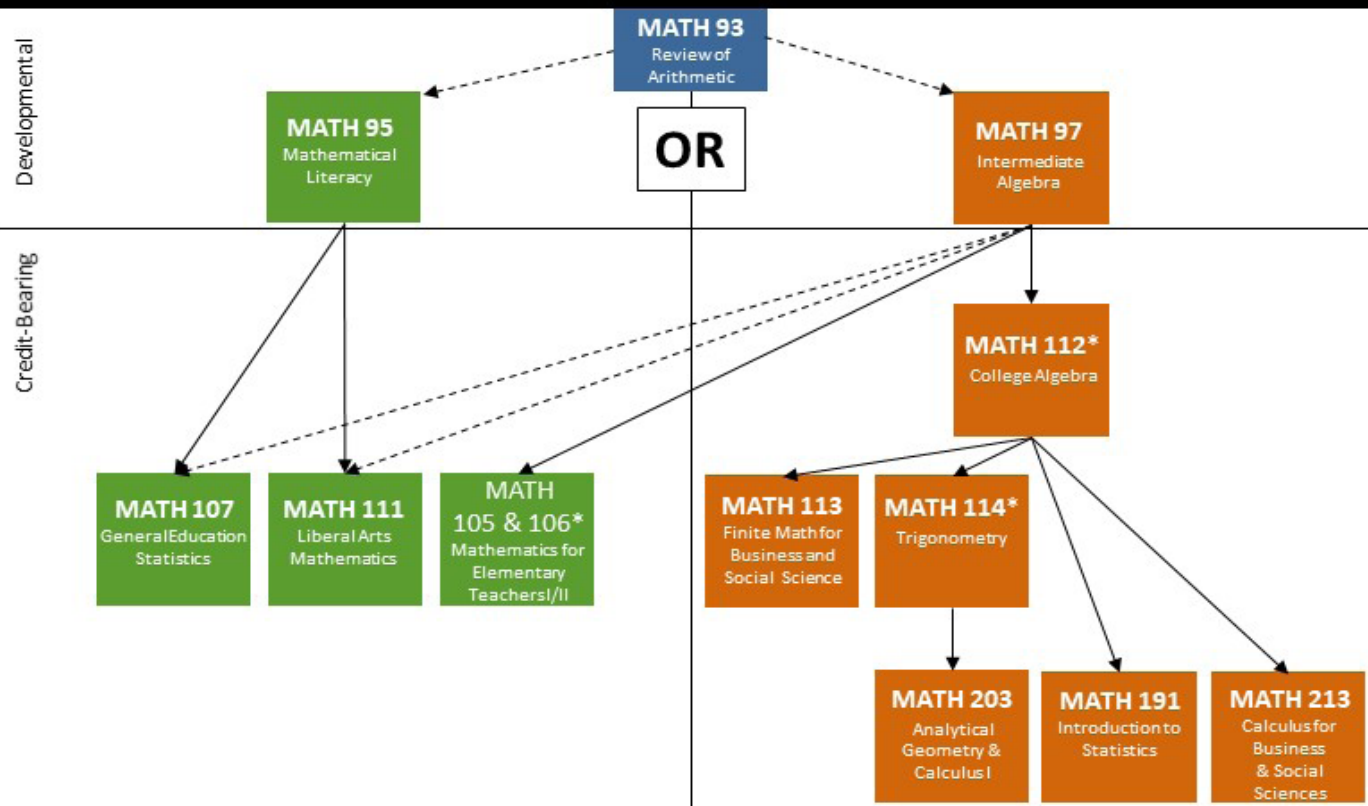 Developmental
MATH 93
Review of
Arithmetic
OR
MATH 95
Mathematical
Literacy
MATH 97
Intermediate
Algebra
Credit-Bearing
MATH 112*
College Algebra
MATH 107
General Education
Statistics
MATH 111
Liberal Arts
Mathematics
MATH
105 & 106*
Mathematics for
Elementary
Teachers I/II
MATH 113
Finite Math for
Business and
Social Science
MATH 114*
Trigonometry
MATH 203
Analytical
Geometry &
Calculus I
MATH 191
Introduction to
Statistics
MATH 213
Calculus for
Business
& Social
Sciences